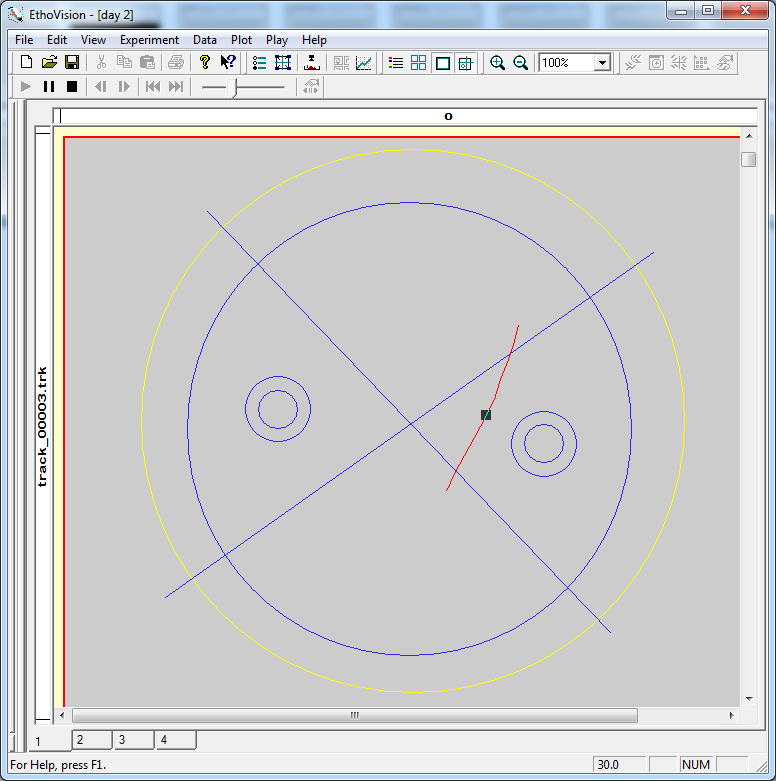 EthoVision - [day 2]
File Edit View Experiment Data Plot Play Help
100%
o
track_00003.trk
1 2 3 4
For Help, press F1.
30.0
NUM